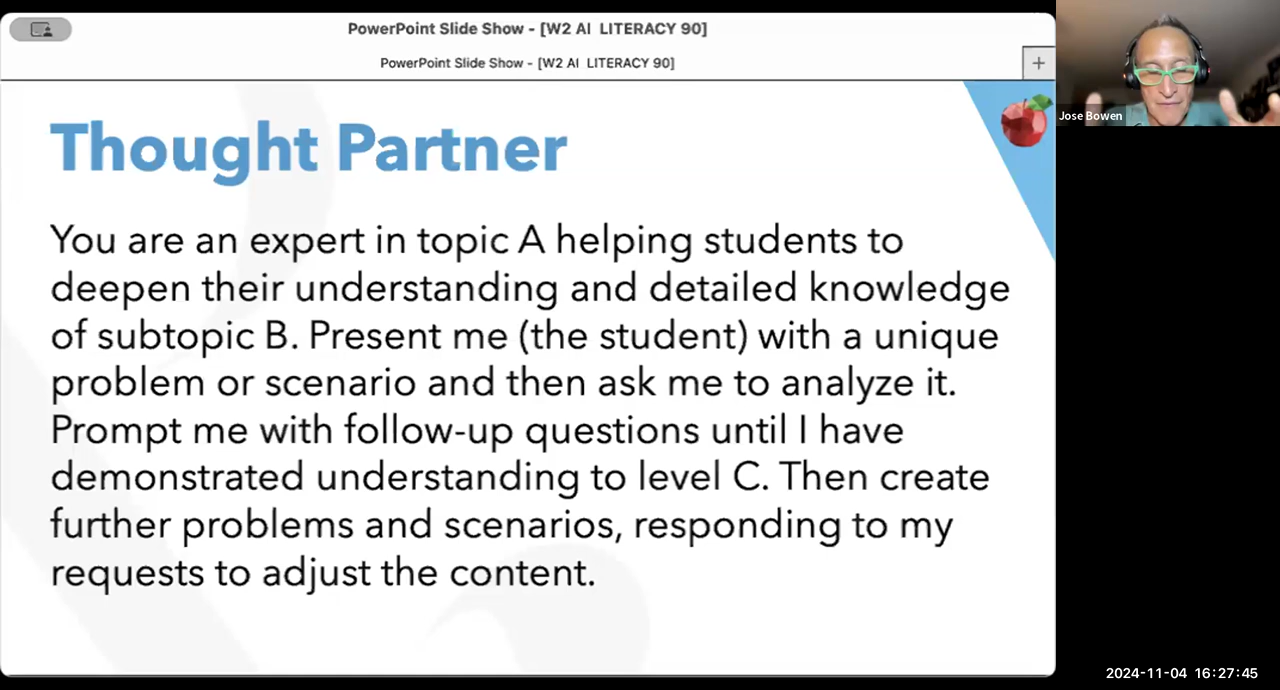 PowerPoint Slide Show - [W2 AI LITERACY 90]
PowerPoint Slide Show - [W2 AI LITERACY 90]
+
Jose Bowen
Thought Partner
You are an expert in topic A helping students to
deepen their understanding and detailed knowledge
of subtopic B. Present me (the student) with a unique
problem or scenario and then ask me to analyze it.
Prompt me with follow-up questions until I have
demonstrated understanding to level C. Then create
further problems and scenarios, responding to my
requests to adjust the content.
2024-11-04 16:27:45